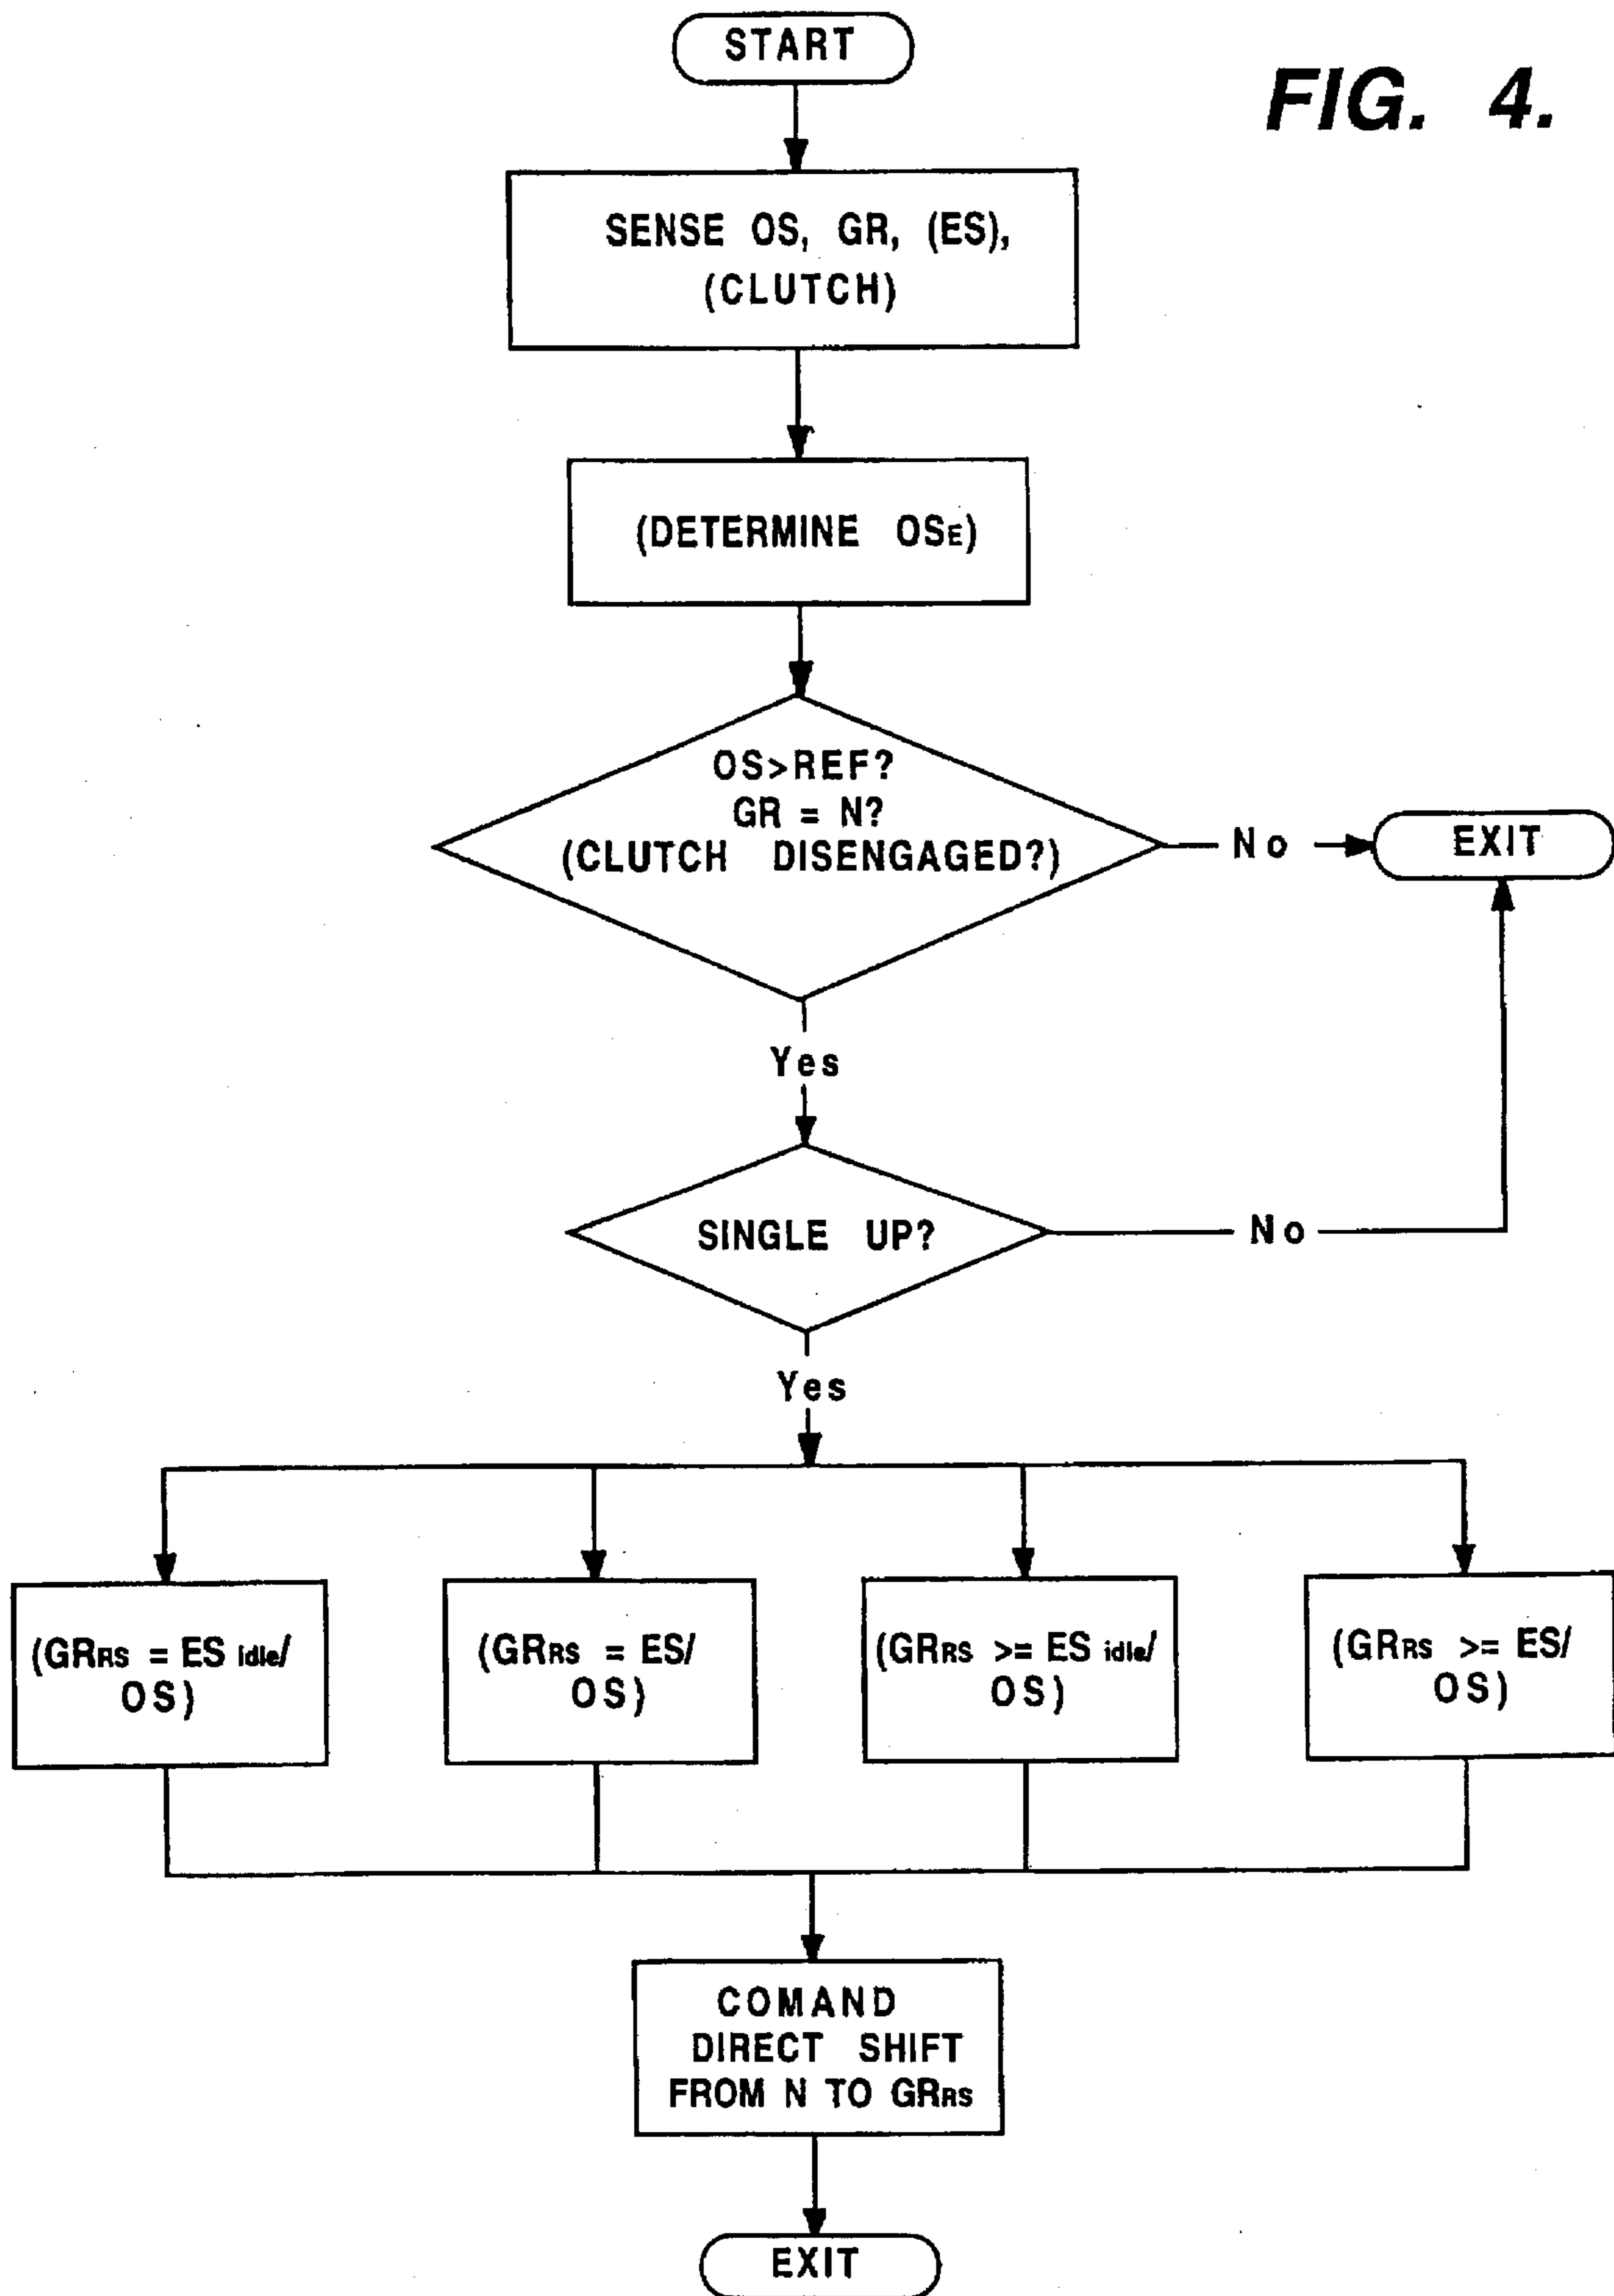 START
FIG. 4.
SENSE OS, GR, (ES),
(CLUTCH)
(DETERMINE OSE)
OS>REF?
GR = N?
(CLUTCH DISENGAGED?)
No
EXIT
Yes
SINGLE UP?
No
Yes
(GRRS = ES idle/
OS)
(GRRS = ES/
OS)
(GRRS >= ES idle/
OS)
(GRRS >= ES/
OS)
COMAND
DIRECT SHIFT
FROM N TO GRRS
EXIT